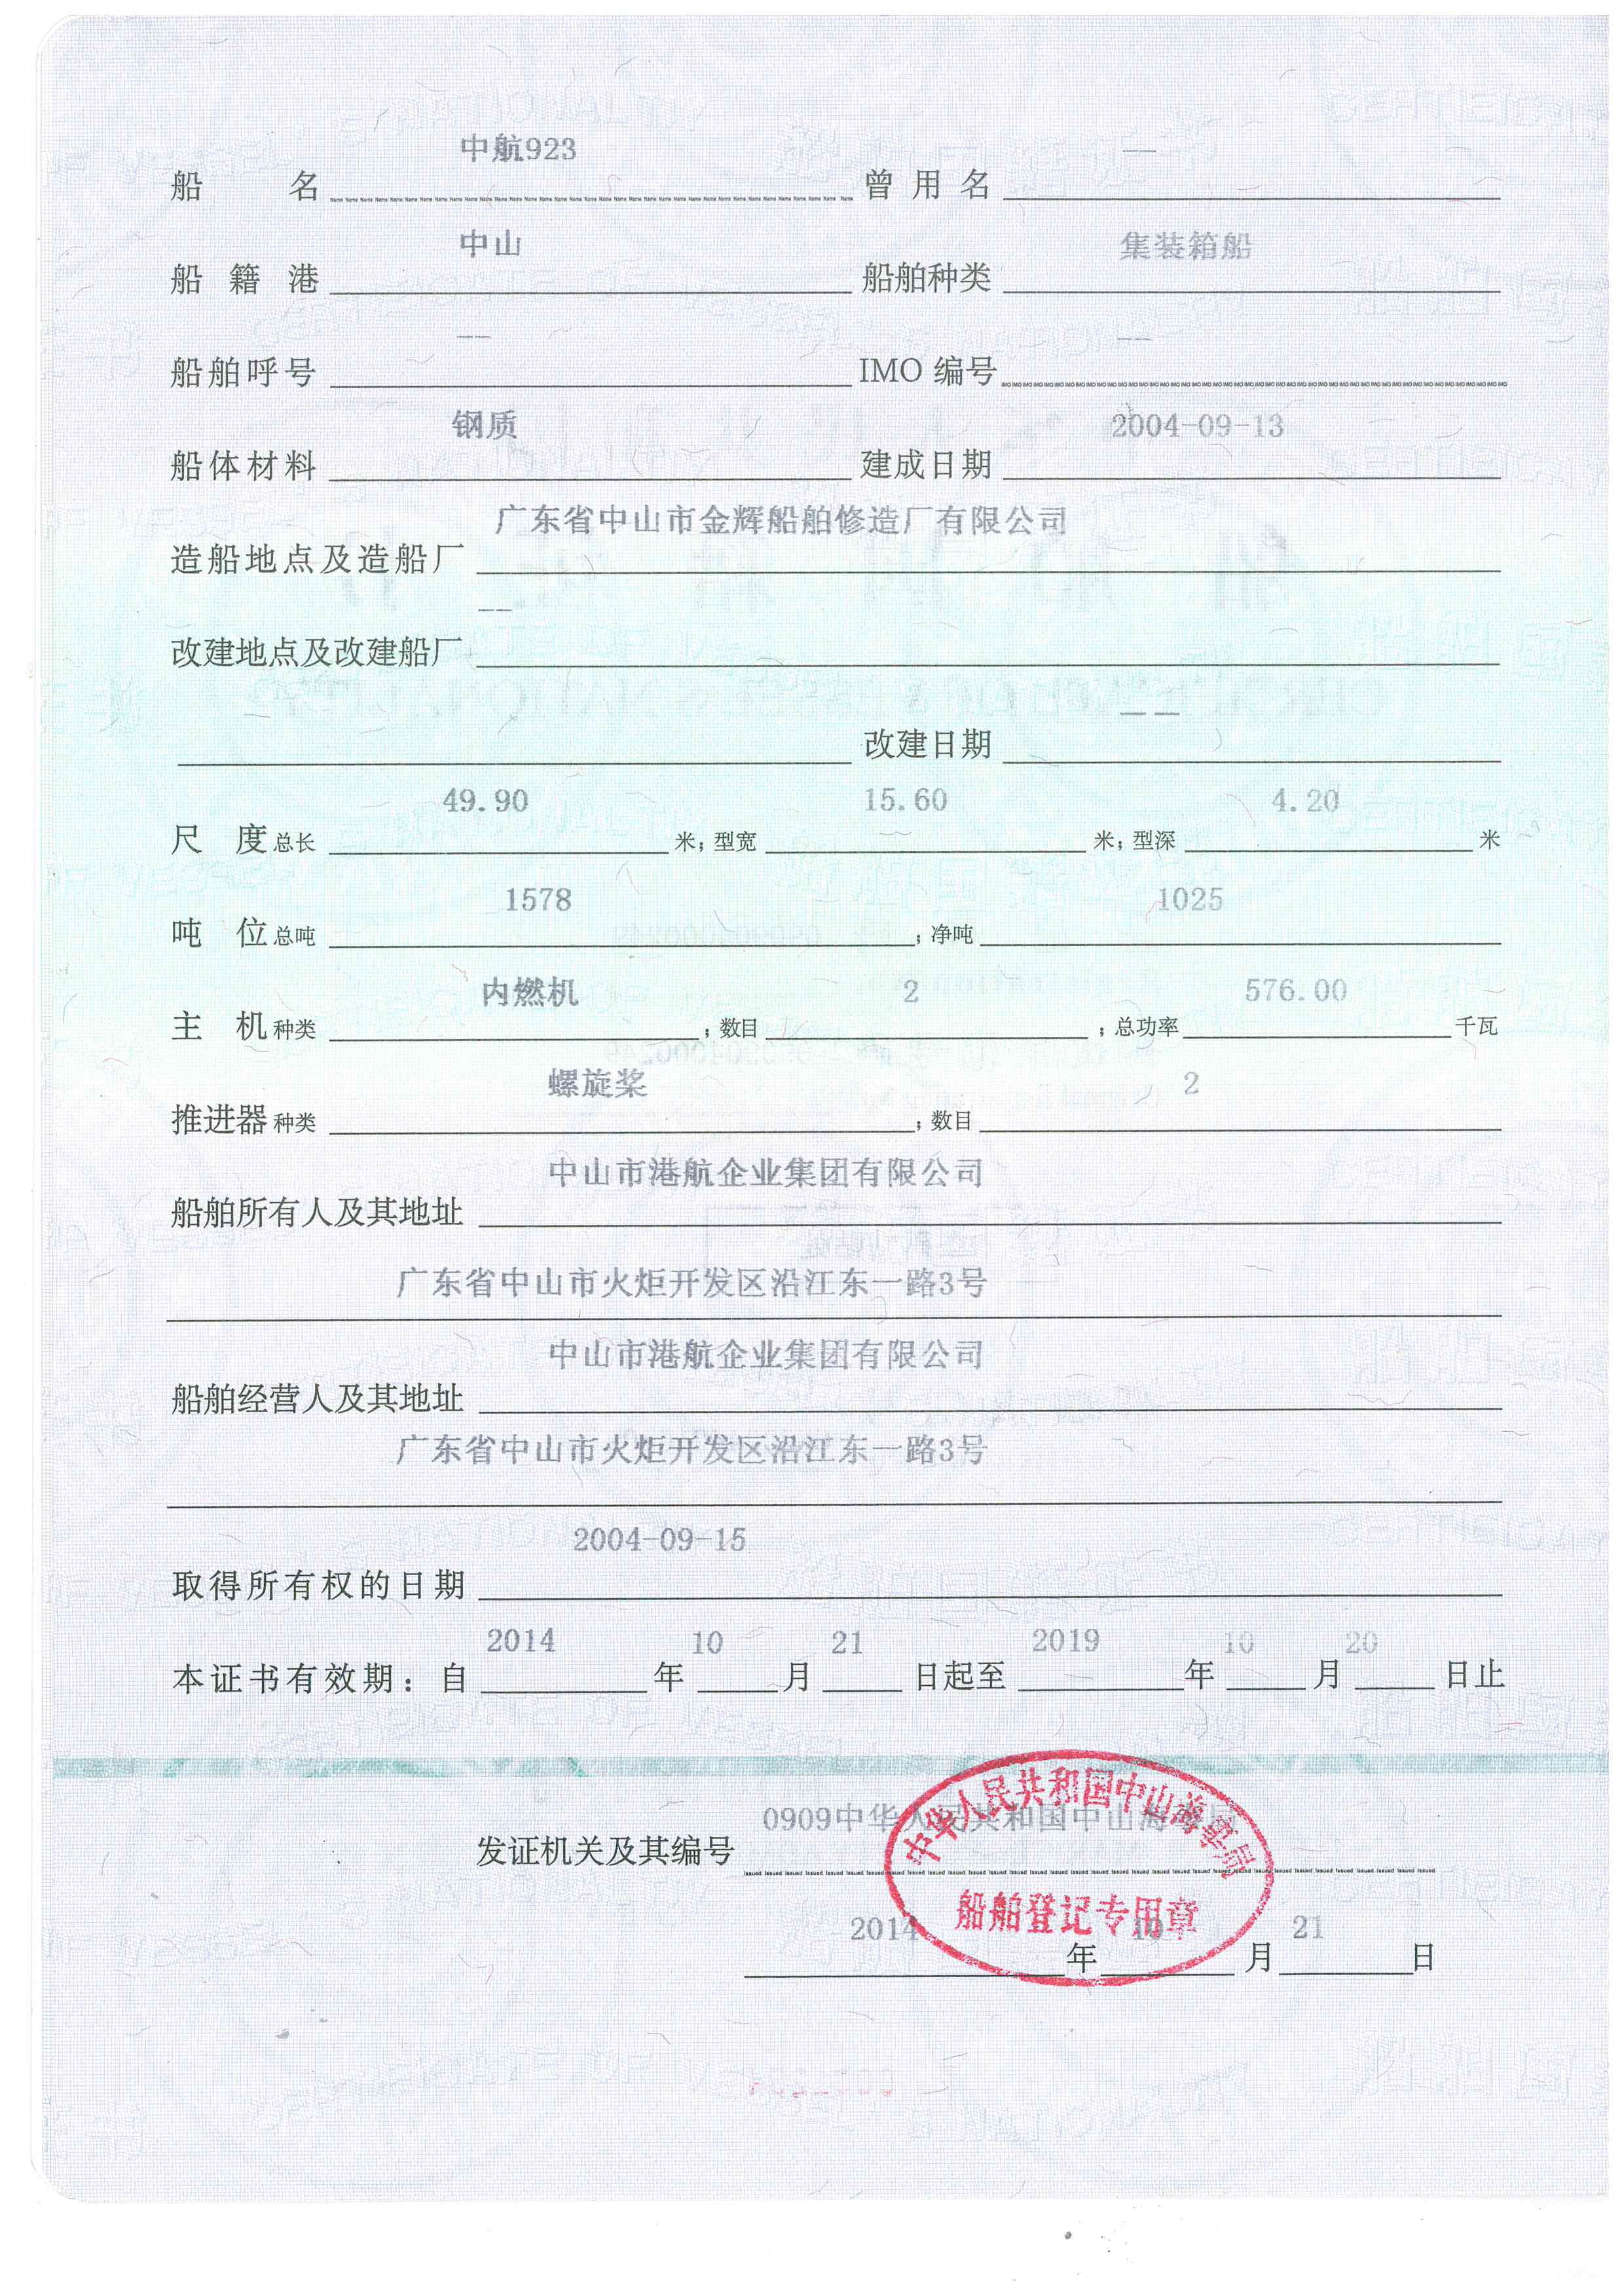 船名 中航923 曾用名 —
船籍港 中山 船舶种类 集装箱船
船舶呼号 -- IMO 编号 --
船体材料 钢质 建成日期 2004-09-13
造船地点及造船厂 广东省中山市金辉船舶修造厂有限公司
改建地点及改建船厂 --
改建日期 — —
尺度总长 49.90 米; 型宽 15.60 米; 型深 4.20 米
吨位总吨 1578 ; 净吨 1025
主机种类 内燃机 ; 数目 2 ; 总功率 576.00 千瓦
推进器种类 螺旋桨 ; 数目 2
船舶所有人及其地址 中山市港航企业集团有限公司
广东省中山市火炬开发区沿江东一路3号
船舶经营人及其地址 中山市港航企业集团有限公司
广东省中山市火炬开发区沿江东一路3号
取得所有权的日期 2004-09-15
本证书有效期: 自 2014 年 10 月 21 日起至 2019 年 10 月 20 日止
发证机关及其编号 0909中华人民共和国中山海事局
中华人民共和国中山海事局
船舶登记专用章
2014 年 10 月 21 日